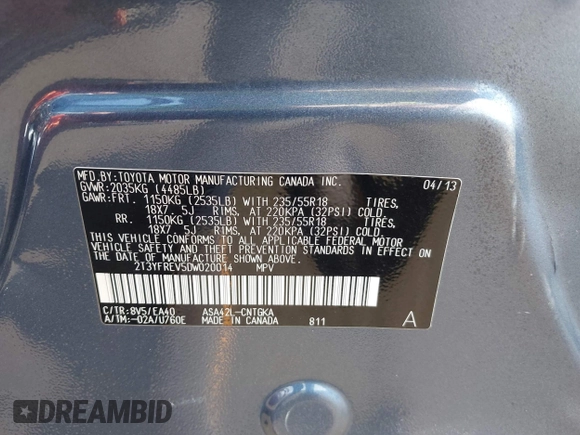 MFD.BY:TOYOTA MOTOR MANUFACTURING CANADA INC. 04/13
GVWR:2035KG (4485LB)
GAWR:FRT. 1150KG (2535LB) WITH 235/55R18 TIRES,
18X7.5J RIMS, AT 220KPA (32PSI) COLD
RR. 1150KG (2535LB) WITH 235/55R18 TIRES,
18X7.5J RIMS, AT 220KPA (32PSI) COLD
THIS VEHICLE CONFORMS TO ALL APPLICABLE FEDERAL MOTOR
VEHICLE SAFETY AND THEFT PREVENTION STANDARDS IN EFFECT ON
THE DATE OF MANUFACTURE SHOWN ABOVE.
2T3YFREV5DW020014 MPV
C/TR:8V5/EA40 ASA42L-CNTGKA
A/TM:-02A/U760E MADE IN CANADA 811 A
DREAMBID